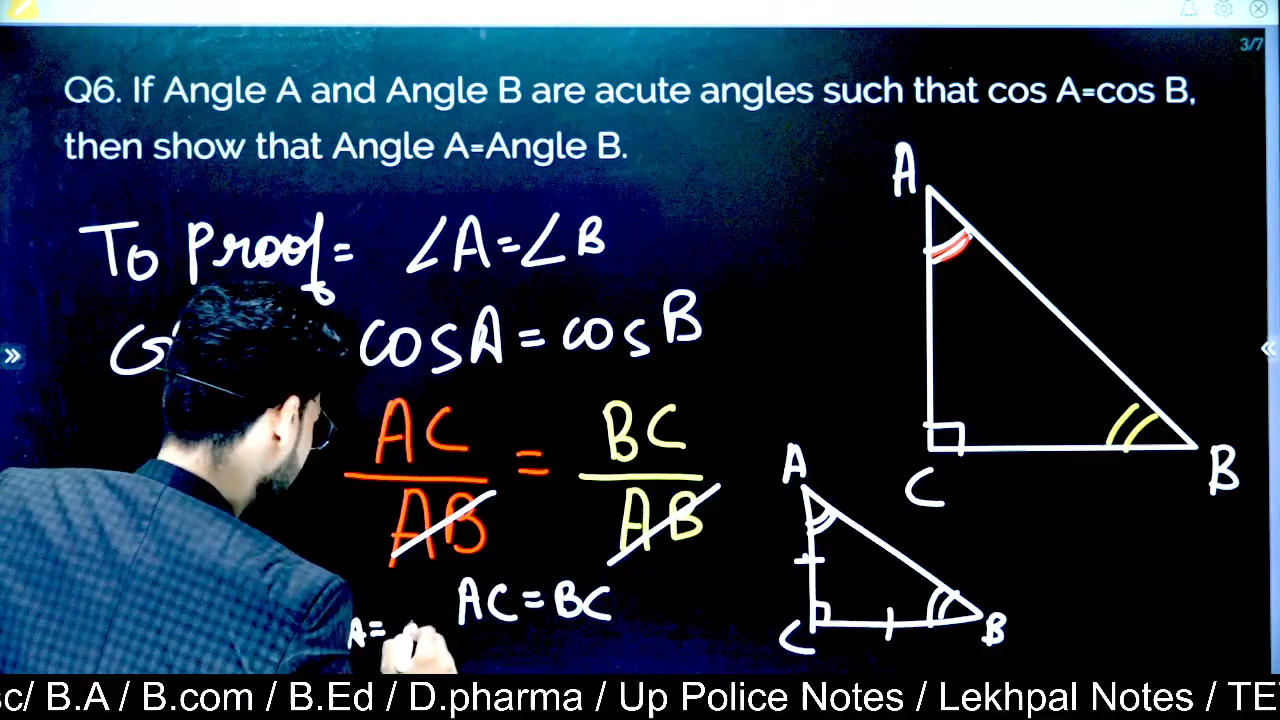 3/7
Q6. If Angle A and Angle B are acute angles such that cos A=cos B,
then show that Angle A=Angle B.
To Proof = ∠A=∠B
G cosA = cosB
AC/AB = BC/AB
AC = BC
A =
A
C
B
A
C
B
sc/ B.A / B.com / B.Ed / D.pharma / Up Police Notes / Lekhpal Notes / TE